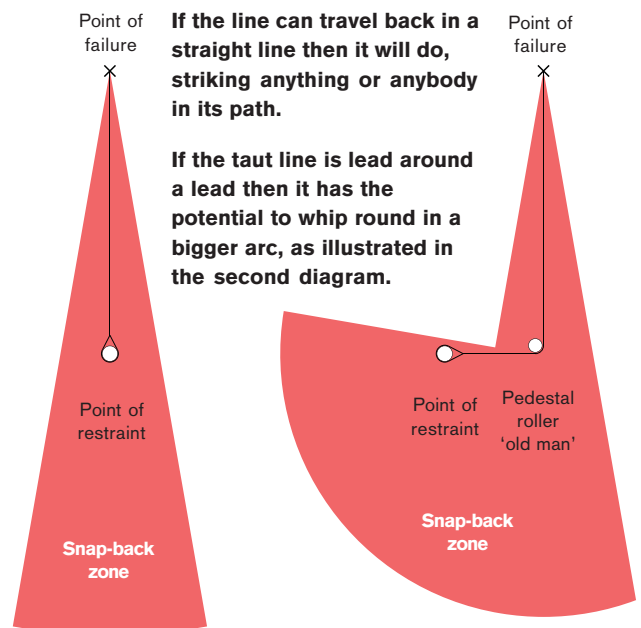 Point of
failure
If the line can travel back in a
straight line then it will do,
striking anything or anybody
in its path.
If the taut line is lead around
a lead then it has the
potential to whip round in a
bigger arc, as illustrated in
the second diagram.
Point of
failure
Point of
restraint
Snap-back
zone
Point of
restraint
Pedestal
roller
‘old man’
Snap-back
zone